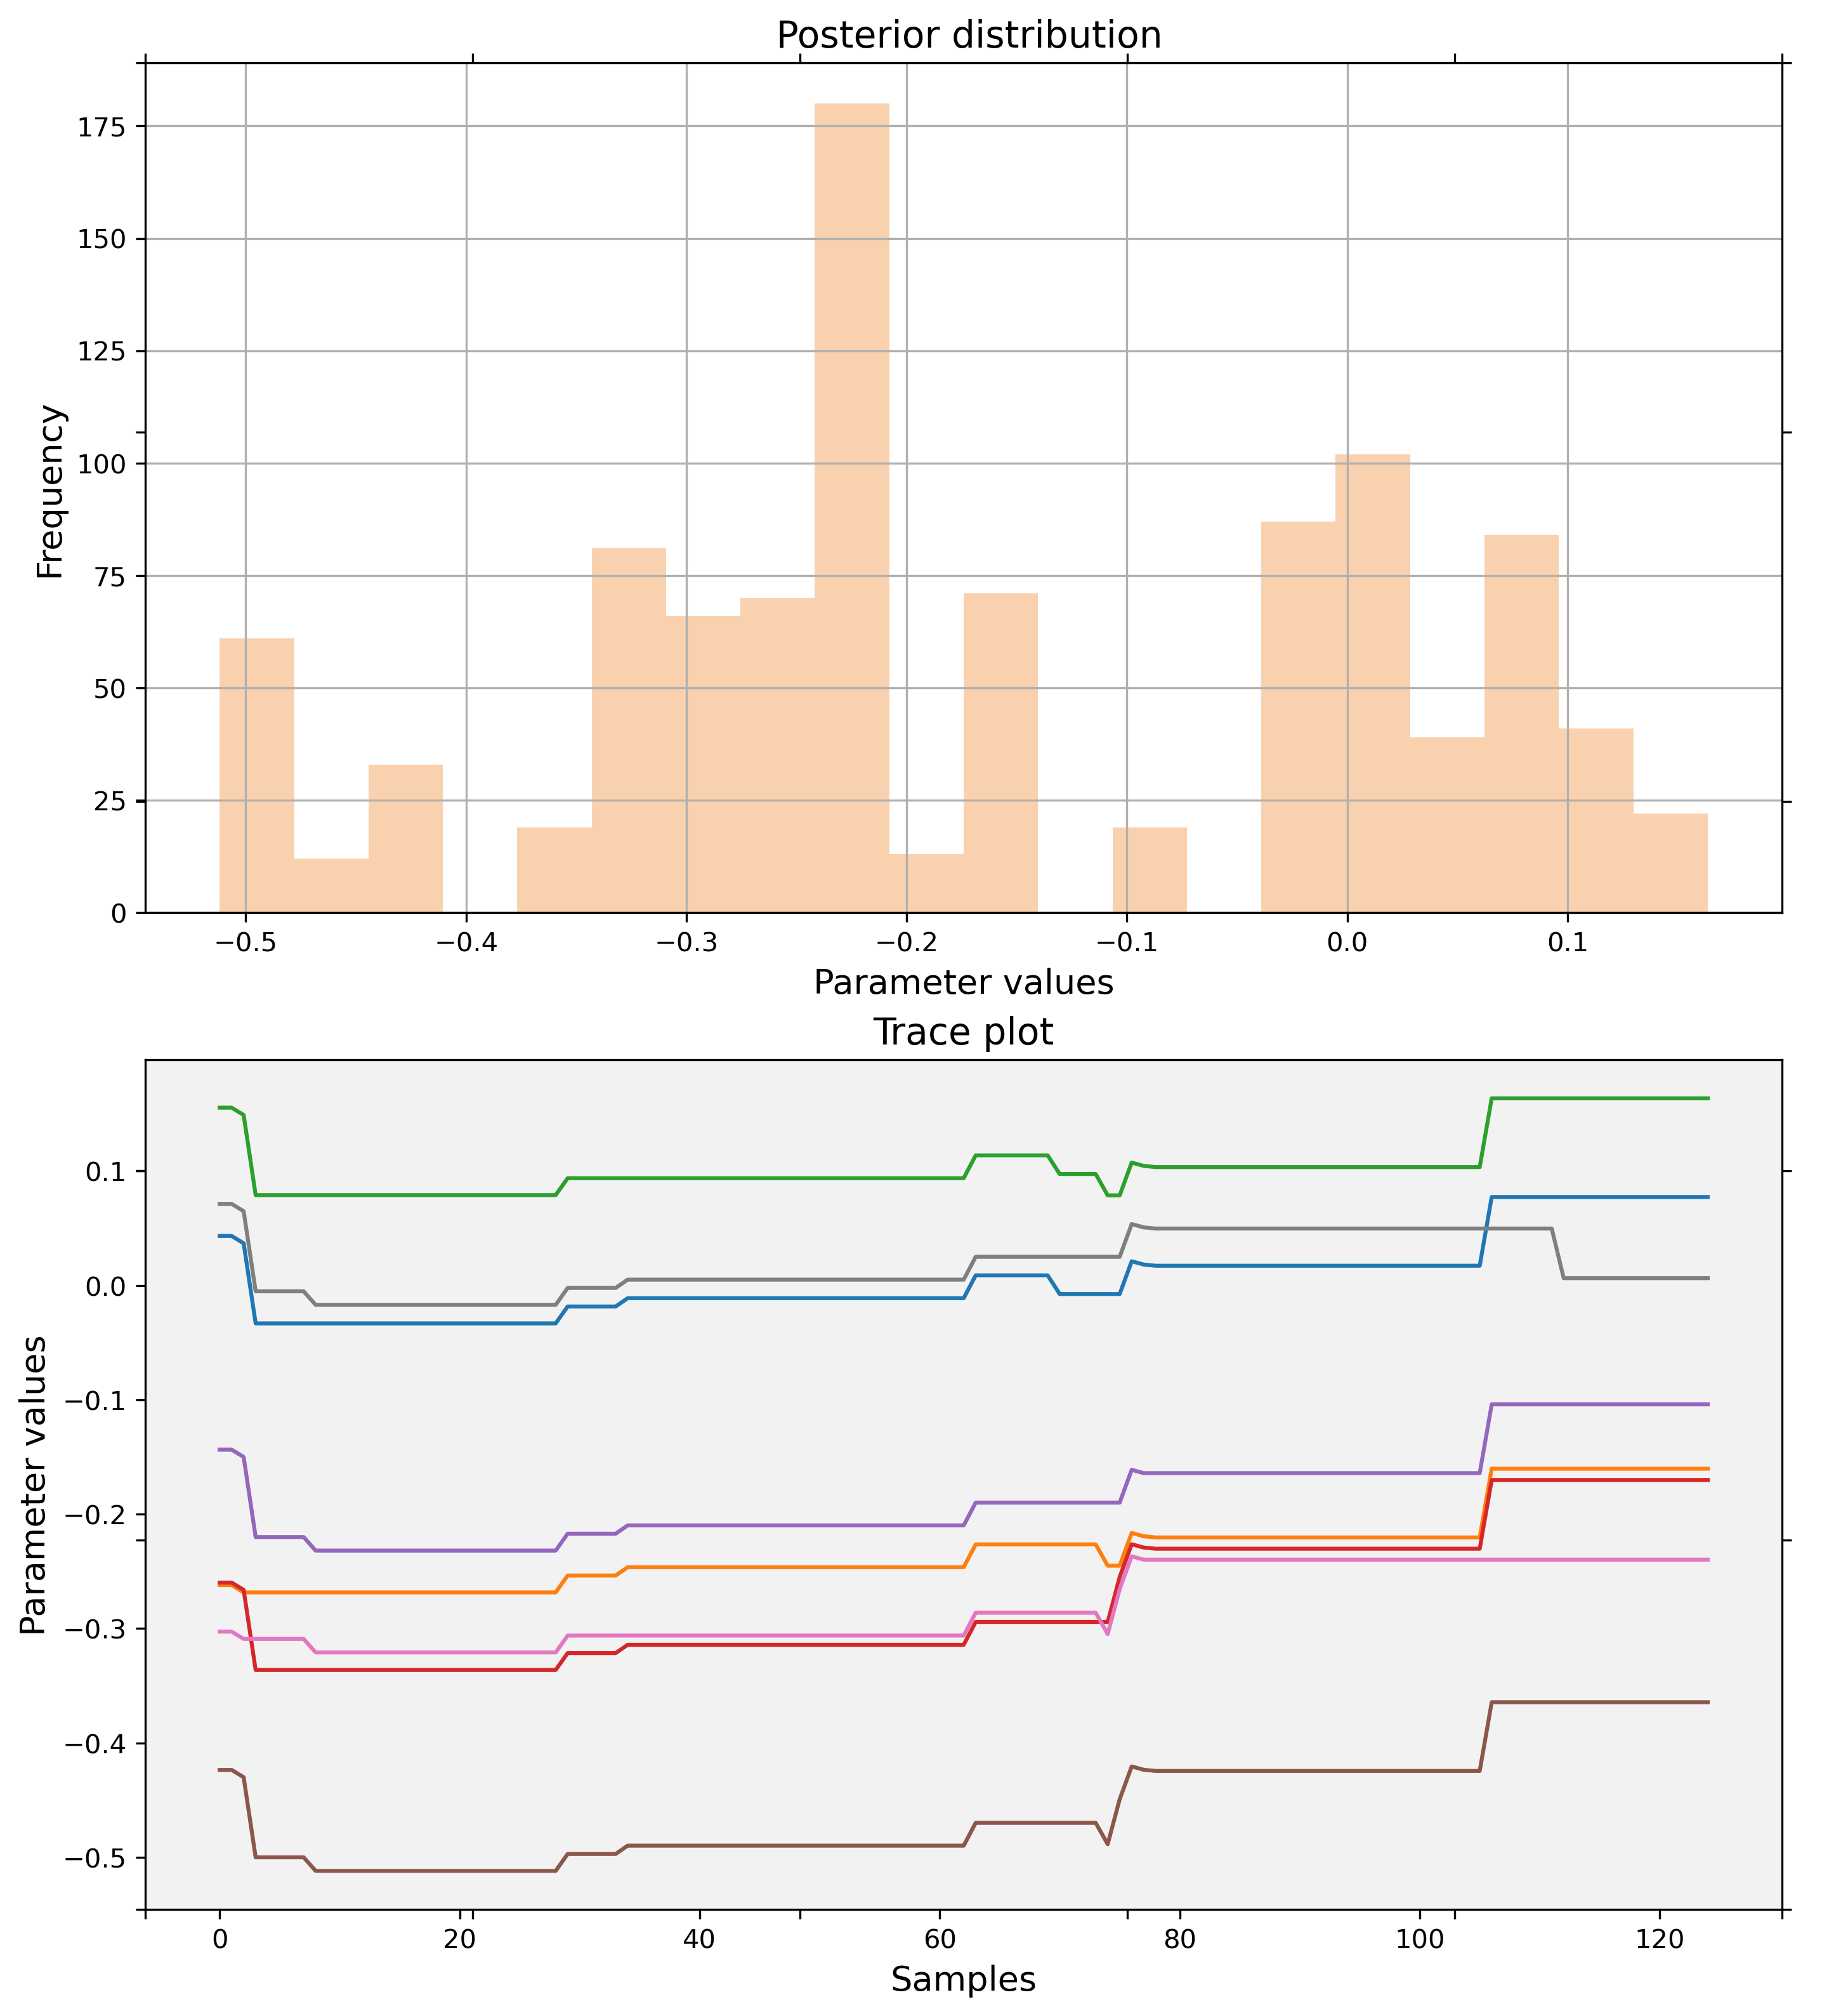 Posterior distribution
175
150
125
100
75
50
25
0
Frequency
−0.5 −0.4 −0.3 −0.2 −0.1 0.0 0.1
Parameter values
Trace plot
0.1
0.0
−0.1
−0.2
−0.3
−0.4
−0.5
Parameter values
0 20 40 60 80 100 120
Samples